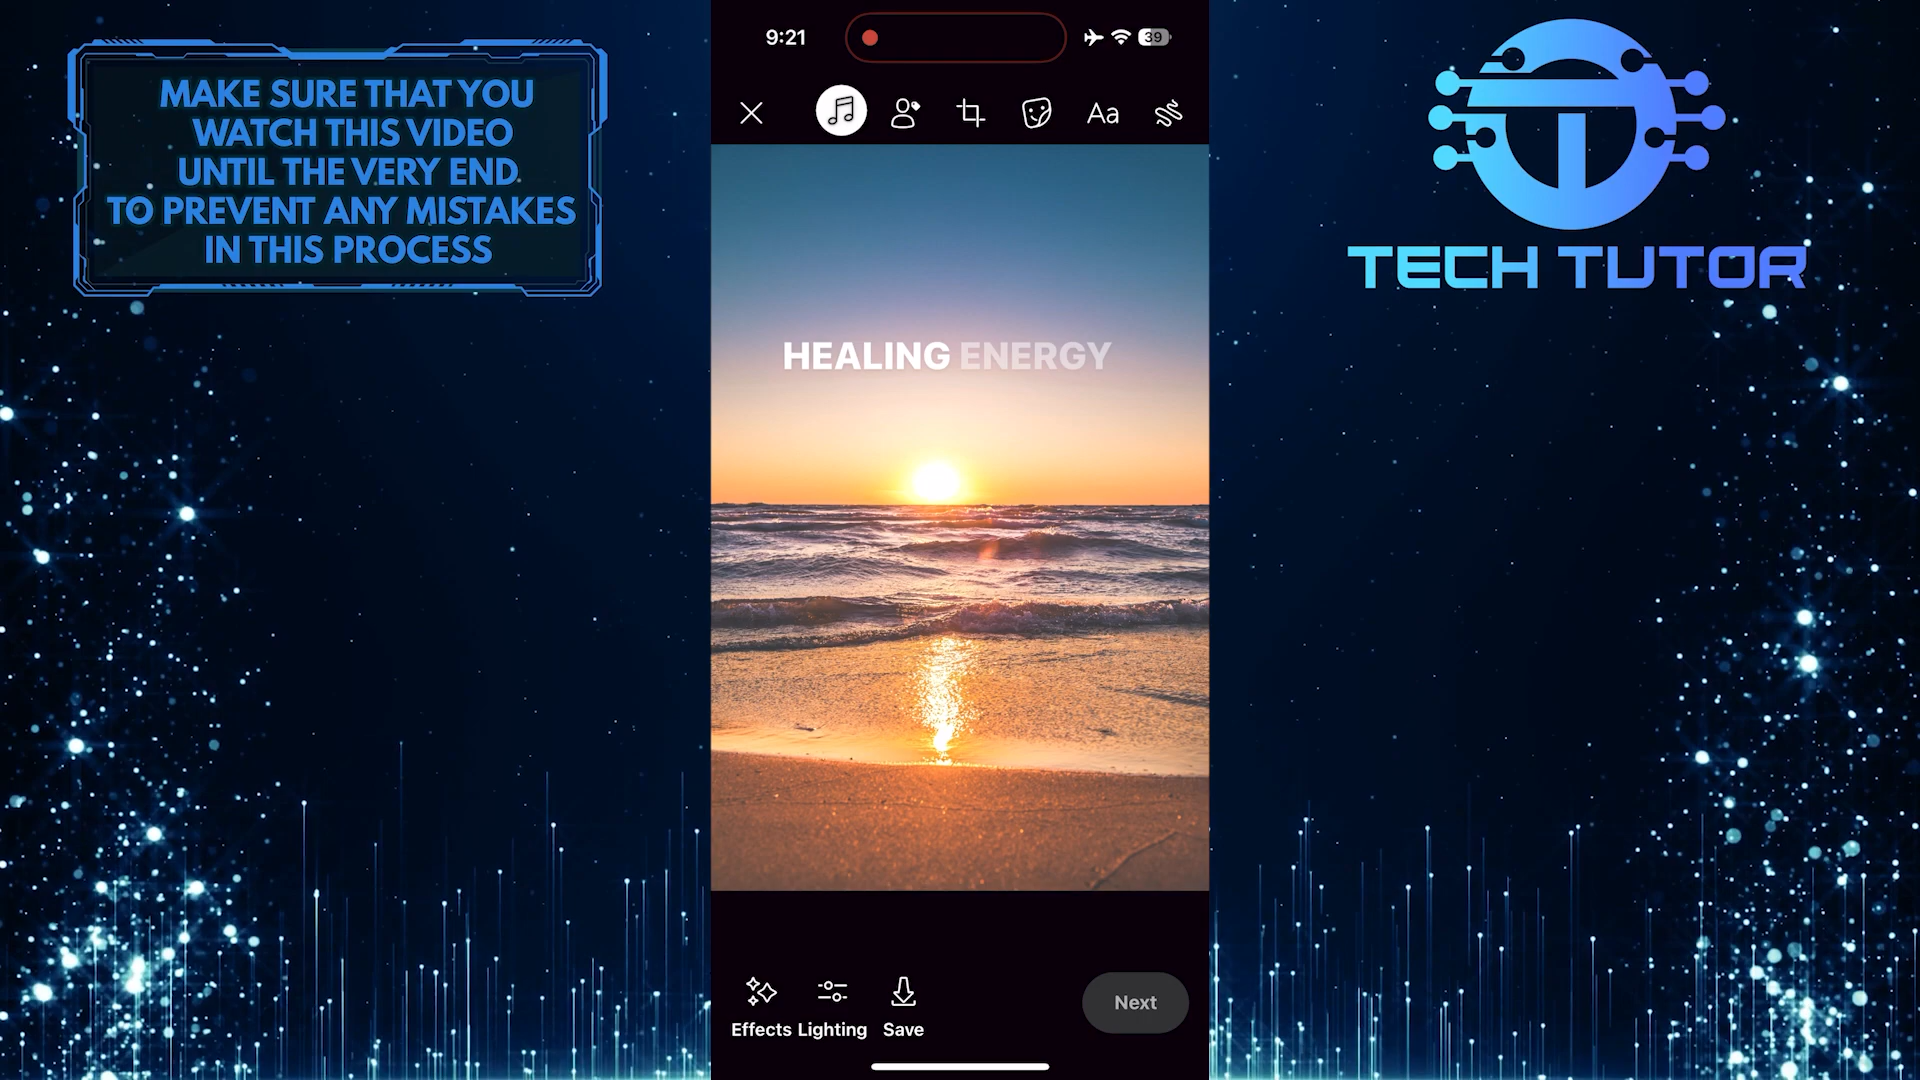 MAKE SURE THAT YOU
WATCH THIS VIDEO
UNTIL THE VERY END
TO PREVENT ANY MISTAKES
IN THIS PROCESS
9:21
39
Aa
HEALING ENERGY
Effects
Lighting
Save
Next
T
TECH TUTOR